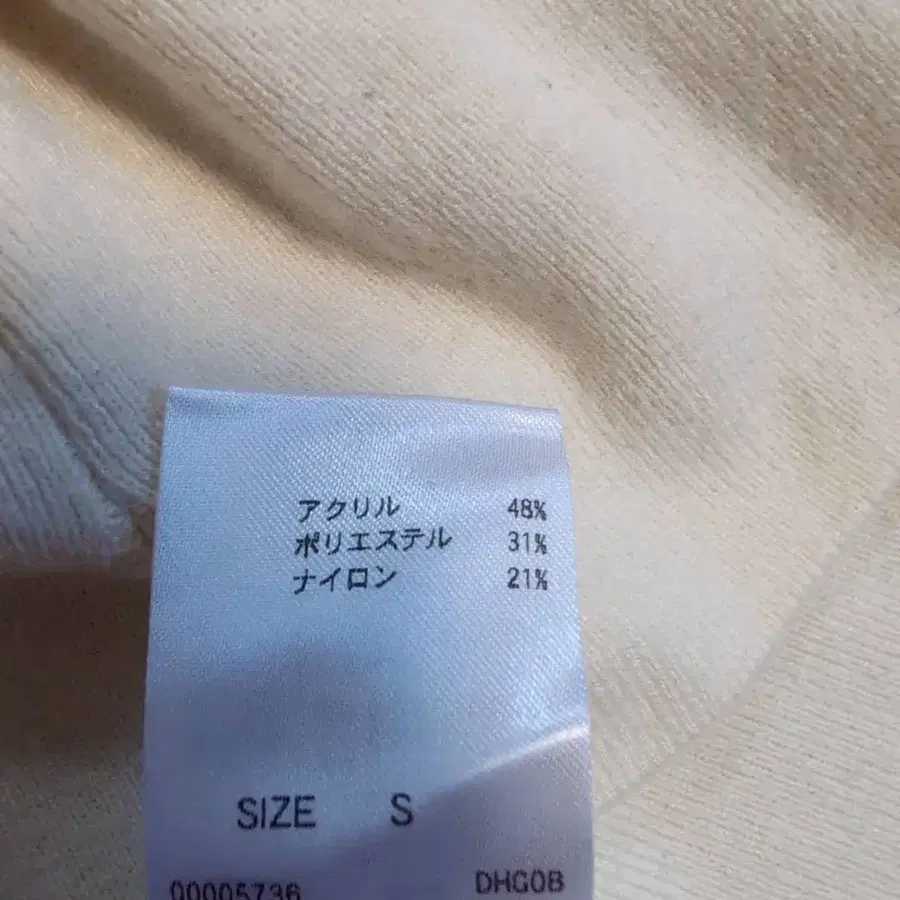 アクリル 48%
ポリエステル 31%
ナイロン 21%
SIZE S
00005736 DHG0B